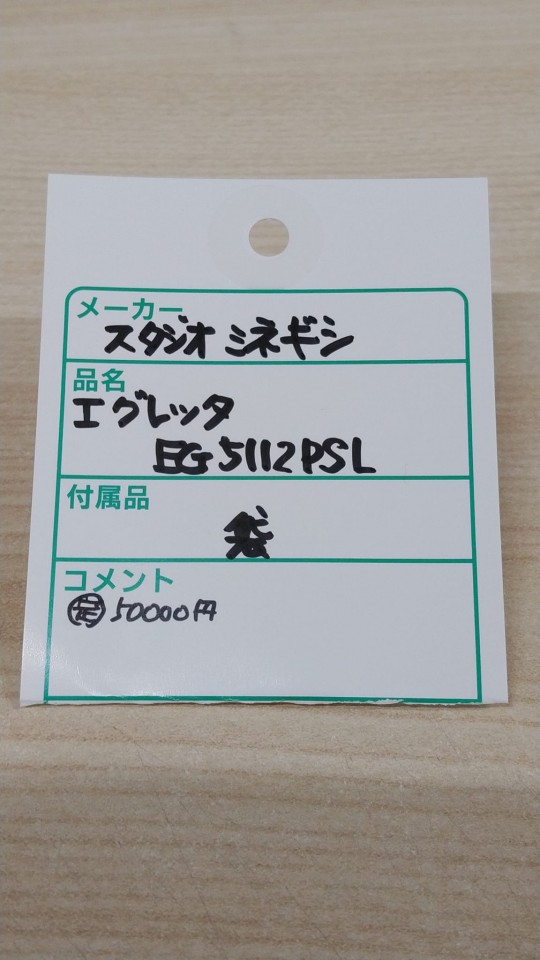 メーカー
スタジオ ミネギシ
品名
エグレッタ
EG5112PSL
付属品
袋
コメント
㊣50000円